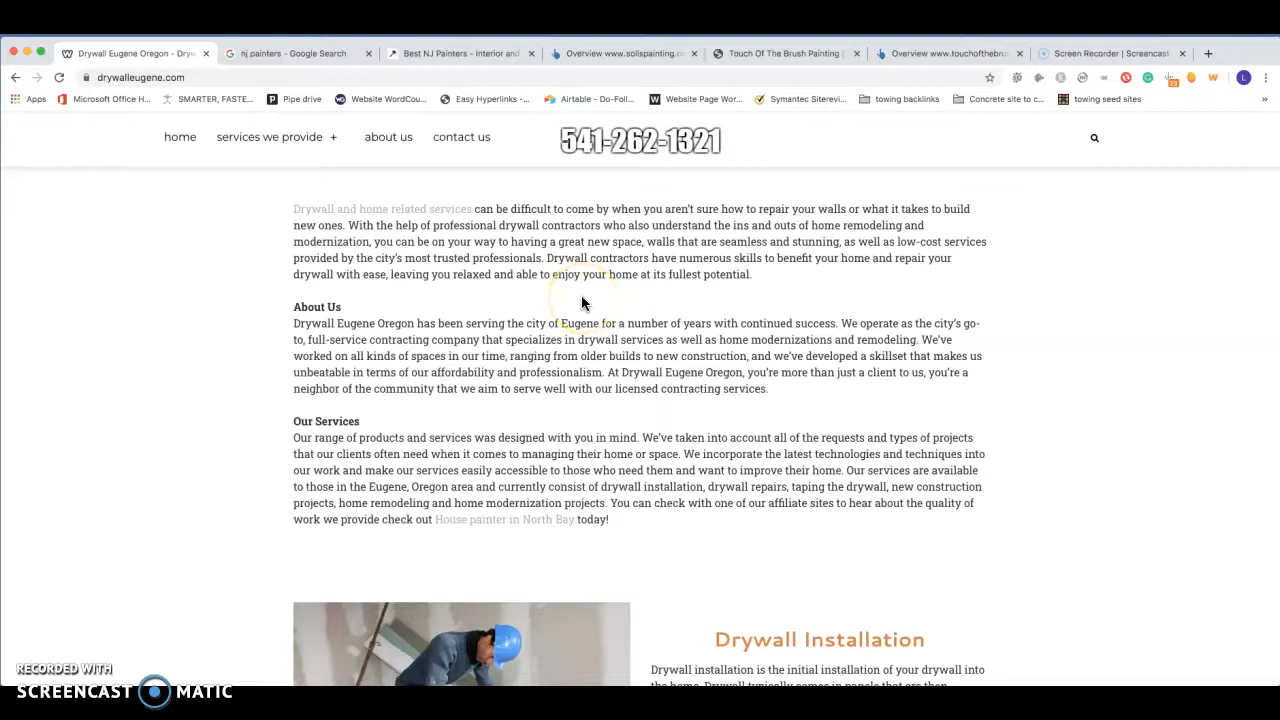 Drywall Eugene Oregon - Dryw
nj painters - Google Search
Best NJ Painters - Interior and
Overview www.solispainting.c
Touch Of The Brush Painting |
Overview www.touchofthebru
Screen Recorder | Screencast
drywalleugene.com
Apps
Microsoft Office H...
SMARTER, FASTE...
Pipe drive
Website WordCou...
Easy Hyperlinks -...
Airtable - Do-Foll...
Website Page Wor...
Symantec Siterevi...
towing backlinks
Concrete site to c...
towing seed sites
home
services we provide +
about us
contact us
541-262-1321
Drywall and home related services can be difficult to come by when you aren't sure how to repair your walls or what it takes to build
new ones. With the help of professional drywall contractors who also understand the ins and outs of home remodeling and
modernization, you can be on your way to having a great new space, walls that are seamless and stunning, as well as low-cost services
provided by the city's most trusted professionals. Drywall contractors have numerous skills to benefit your home and repair your
drywall with ease, leaving you relaxed and able to enjoy your home at its fullest potential.
About Us
Drywall Eugene Oregon has been serving the city of Eugene for a number of years with continued success. We operate as the city's go-
to, full-service contracting company that specializes in drywall services as well as home modernizations and remodeling. We've
worked on all kinds of spaces in our time, ranging from older builds to new construction, and we've developed a skillset that makes us
unbeatable in terms of our affordability and professionalism. At Drywall Eugene Oregon, you're more than just a client to us, you're a
neighbor of the community that we aim to serve well with our licensed contracting services.
Our Services
Our range of products and services was designed with you in mind. We've taken into account all of the requests and types of projects
that our clients often need when it comes to managing their home or space. We incorporate the latest technologies and techniques into
our work and make our services easily accessible to those who need them and want to improve their home. Our services are available
to those in the Eugene, Oregon area and currently consist of drywall installation, drywall repairs, taping the drywall, new construction
projects, home remodeling and home modernization projects. You can check with one of our affiliate sites to hear about the quality of
work we provide check out House painter in North Bay today!
Drywall Installation
Drywall installation is the initial installation of your drywall into
the home. Drywall typically comes in panels that are then
RECORDED WITH
SCREENCAST MATIC